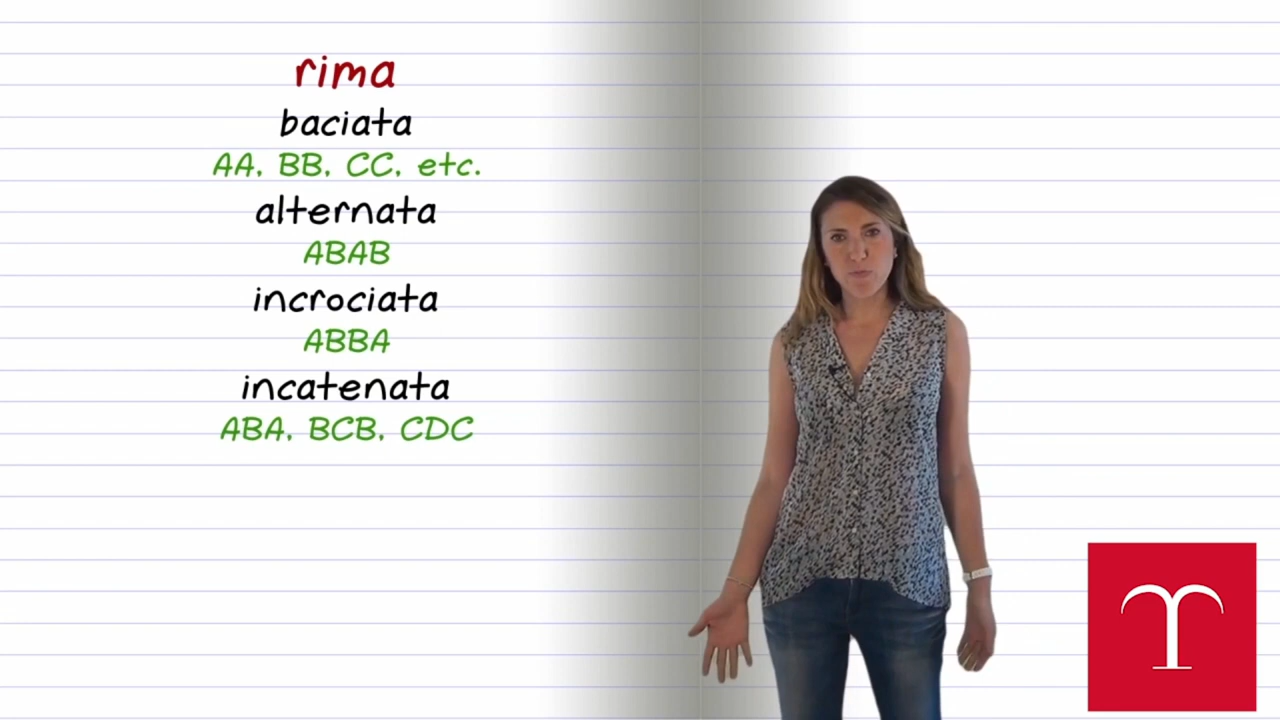 rima
baciata
AA, BB, CC, etc.
alternata
ABAB
incrociata
ABBA
incatenata
ABA, BCB, CDC